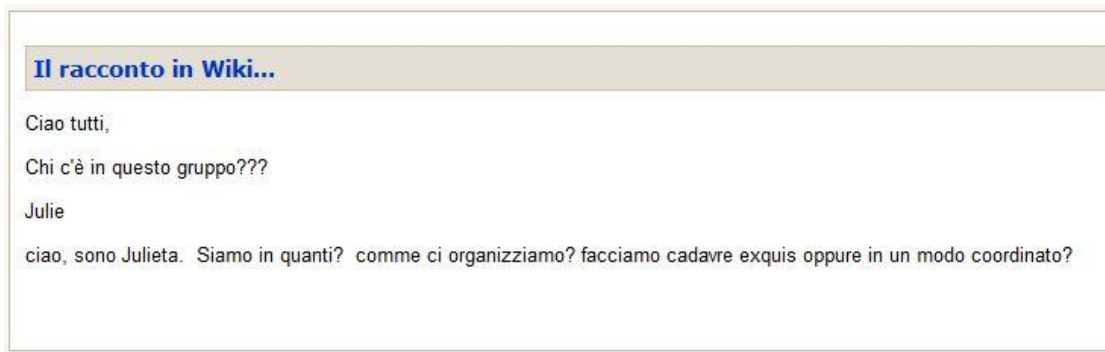 Il racconto in Wiki...
Ciao tutti,
Chi c'è in questo gruppo???
Julie
ciao, sono Julieta.  Siamo in quanti?  comme ci organizziamo? facciamo cadavre exquis oppure in un modo coordinato?